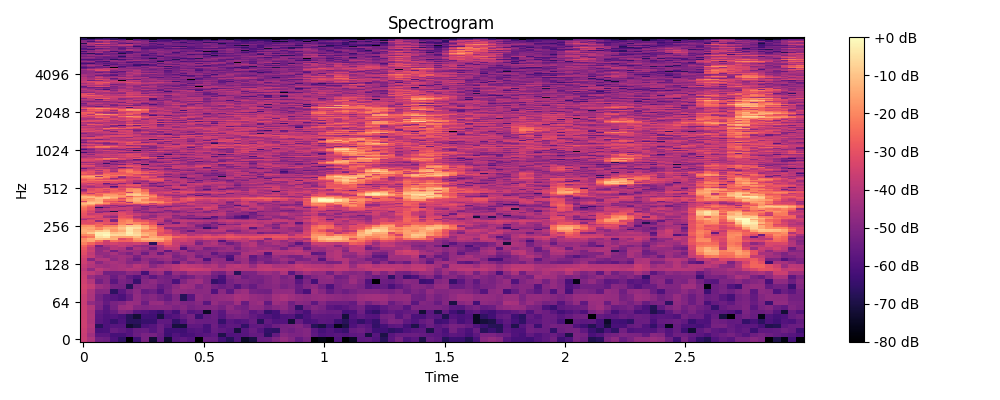 Spectrogram
Hz
4096
2048
1024
512
256
128
64
0
0
0.5
1
1.5
2
2.5
Time
+0 dB
-10 dB
-20 dB
-30 dB
-40 dB
-50 dB
-60 dB
-70 dB
-80 dB